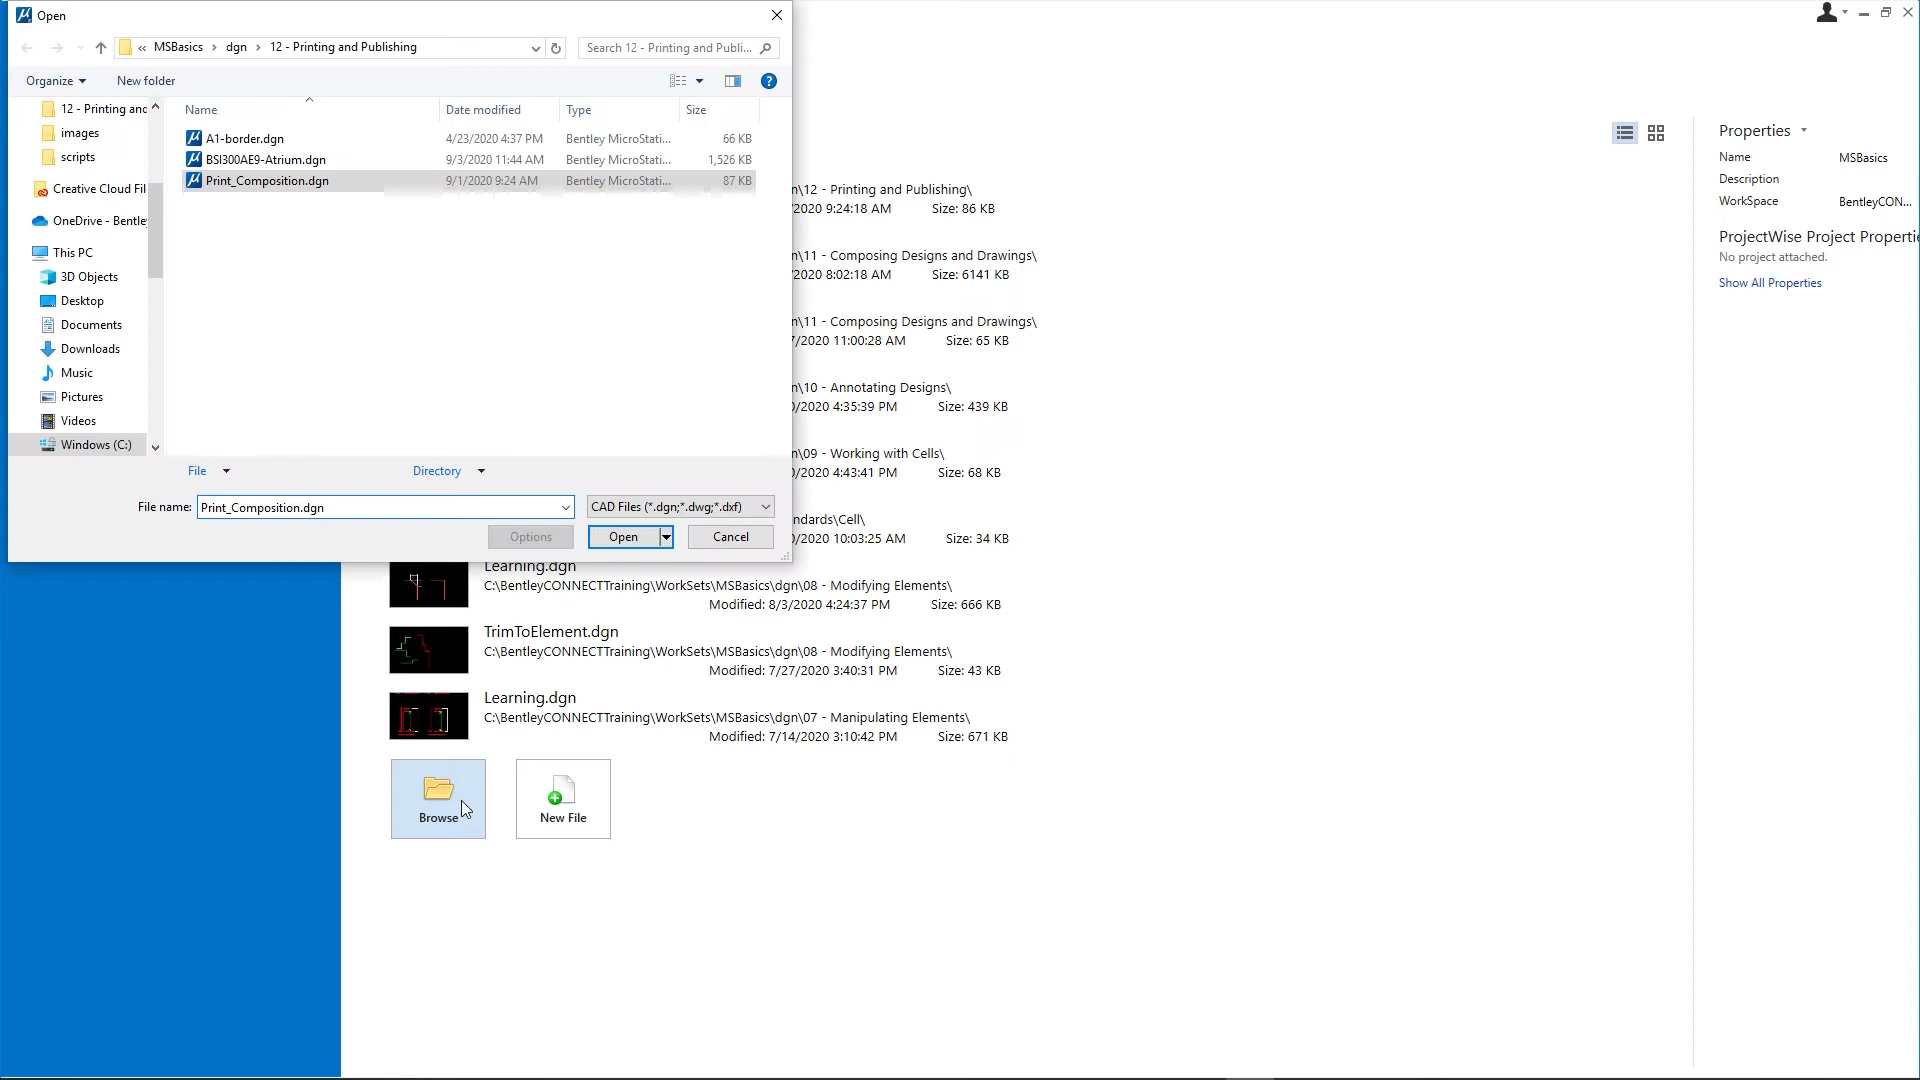 Open
« MSBasics › dgn › 12 - Printing and Publishing
Search 12 - Printing and Publi...
Organize
New folder
12 - Printing and
images
scripts
Creative Cloud Fil
OneDrive - Bentle
This PC
3D Objects
Desktop
Documents
Downloads
Music
Pictures
Videos
Windows (C:)
Name Date modified Type Size
A1-border.dgn 4/23/2020 4:37 PM Bentley MicroStati... 66 KB
BSI300AE9-Atrium.dgn 9/3/2020 11:44 AM Bentley MicroStati... 1,526 KB
Print_Composition.dgn 9/1/2020 9:24 AM Bentley MicroStati... 87 KB
File
Directory
File name: Print_Composition.dgn
CAD Files (*.dgn;*.dwg;*.dxf)
Options
Open
Cancel
n\12 - Printing and Publishing\
/2020 9:24:18 AM Size: 86 KB
n\11 - Composing Designs and Drawings\
/2020 8:02:18 AM Size: 6141 KB
n\11 - Composing Designs and Drawings\
7/2020 11:00:28 AM Size: 65 KB
n\10 - Annotating Designs\
0/2020 4:35:39 PM Size: 439 KB
n\09 - Working with Cells\
0/2020 4:43:41 PM Size: 68 KB
ndards\Cell\
0/2020 10:03:25 AM Size: 34 KB
Learning.dgn
C:\BentleyCONNECTTraining\WorkSets\MSBasics\dgn\08 - Modifying Elements\
Modified: 8/3/2020 4:24:37 PM Size: 666 KB
TrimToElement.dgn
C:\BentleyCONNECTTraining\WorkSets\MSBasics\dgn\08 - Modifying Elements\
Modified: 7/27/2020 3:40:31 PM Size: 43 KB
Learning.dgn
C:\BentleyCONNECTTraining\WorkSets\MSBasics\dgn\07 - Manipulating Elements\
Modified: 7/14/2020 3:10:42 PM Size: 671 KB
Browse
New File
Properties
Name MSBasics
Description
WorkSpace BentleyCON...
ProjectWise Project Propertie
No project attached.
Show All Properties